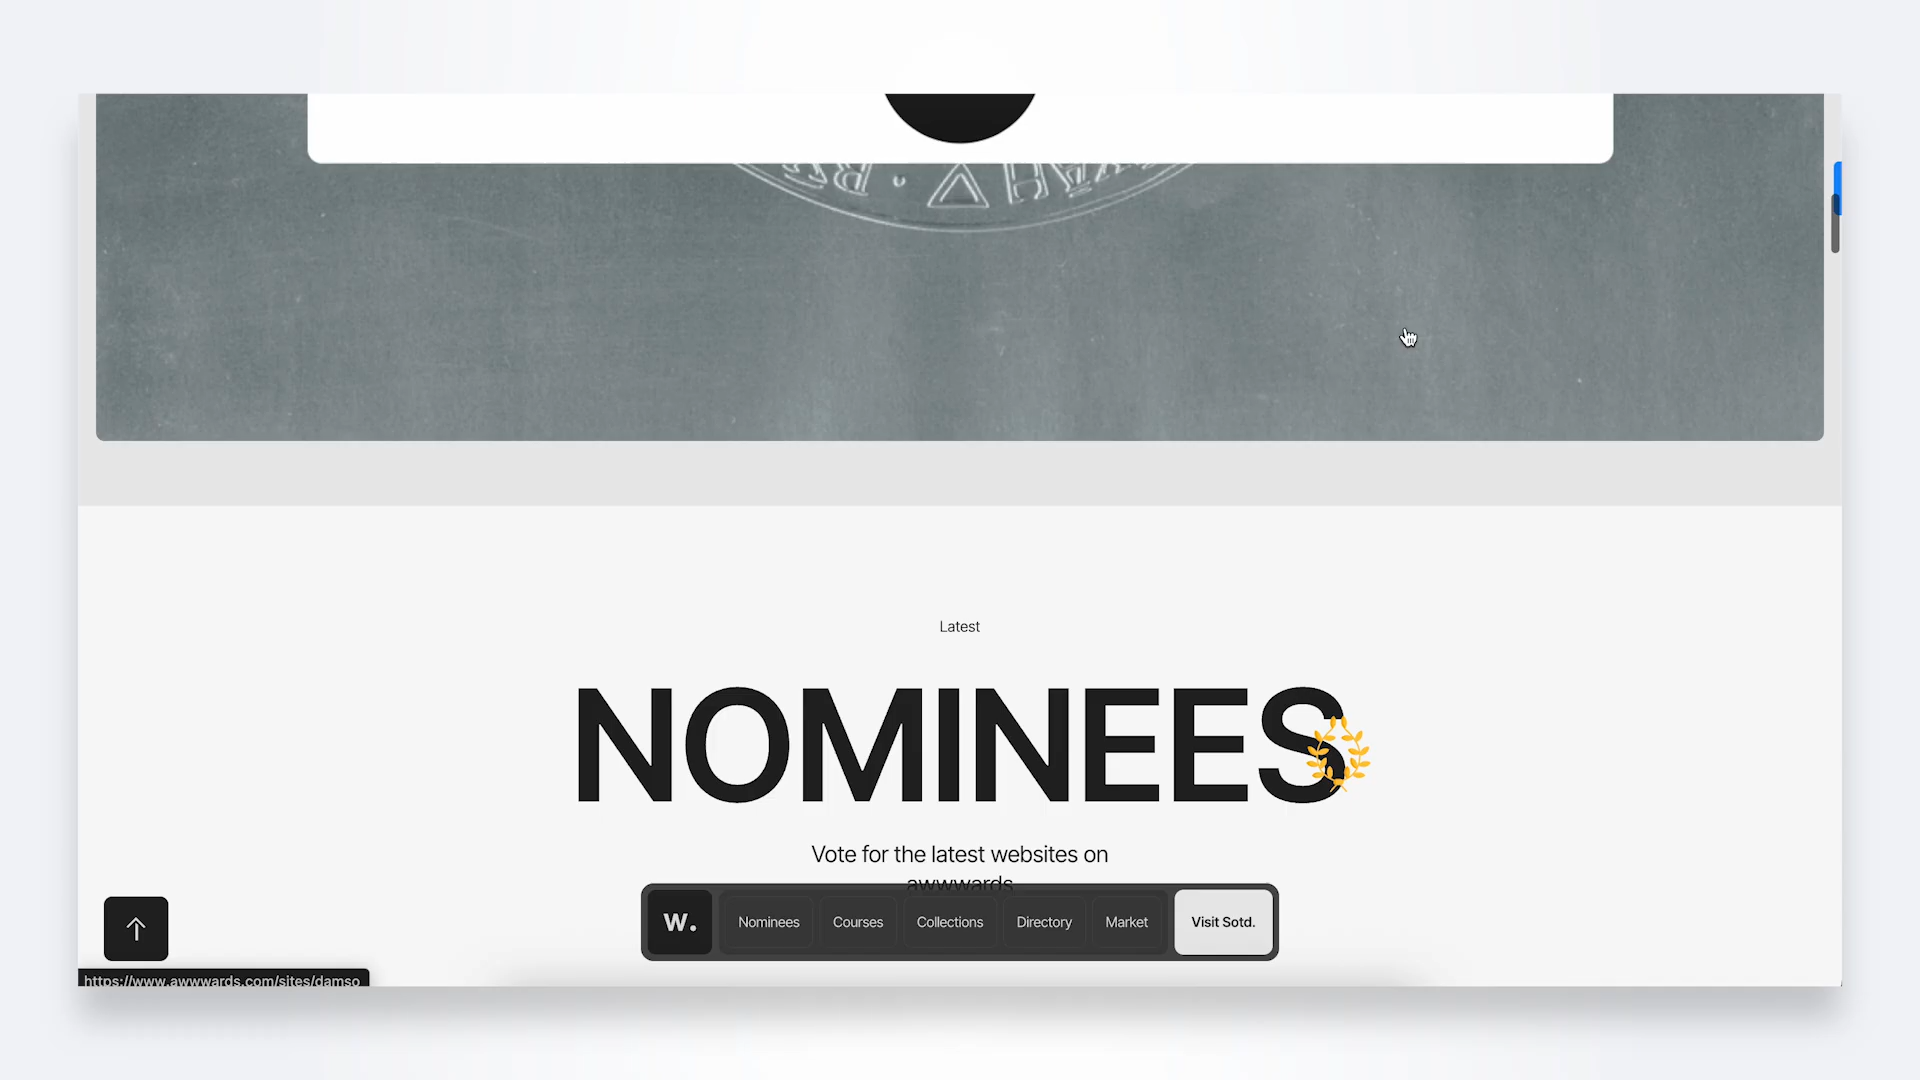 Latest
NOMINEES
Vote for the latest websites on
awwwards
W.
Nominees
Courses
Collections
Directory
Market
Visit Sotd.
https://www.awwwards.com/sites/damso